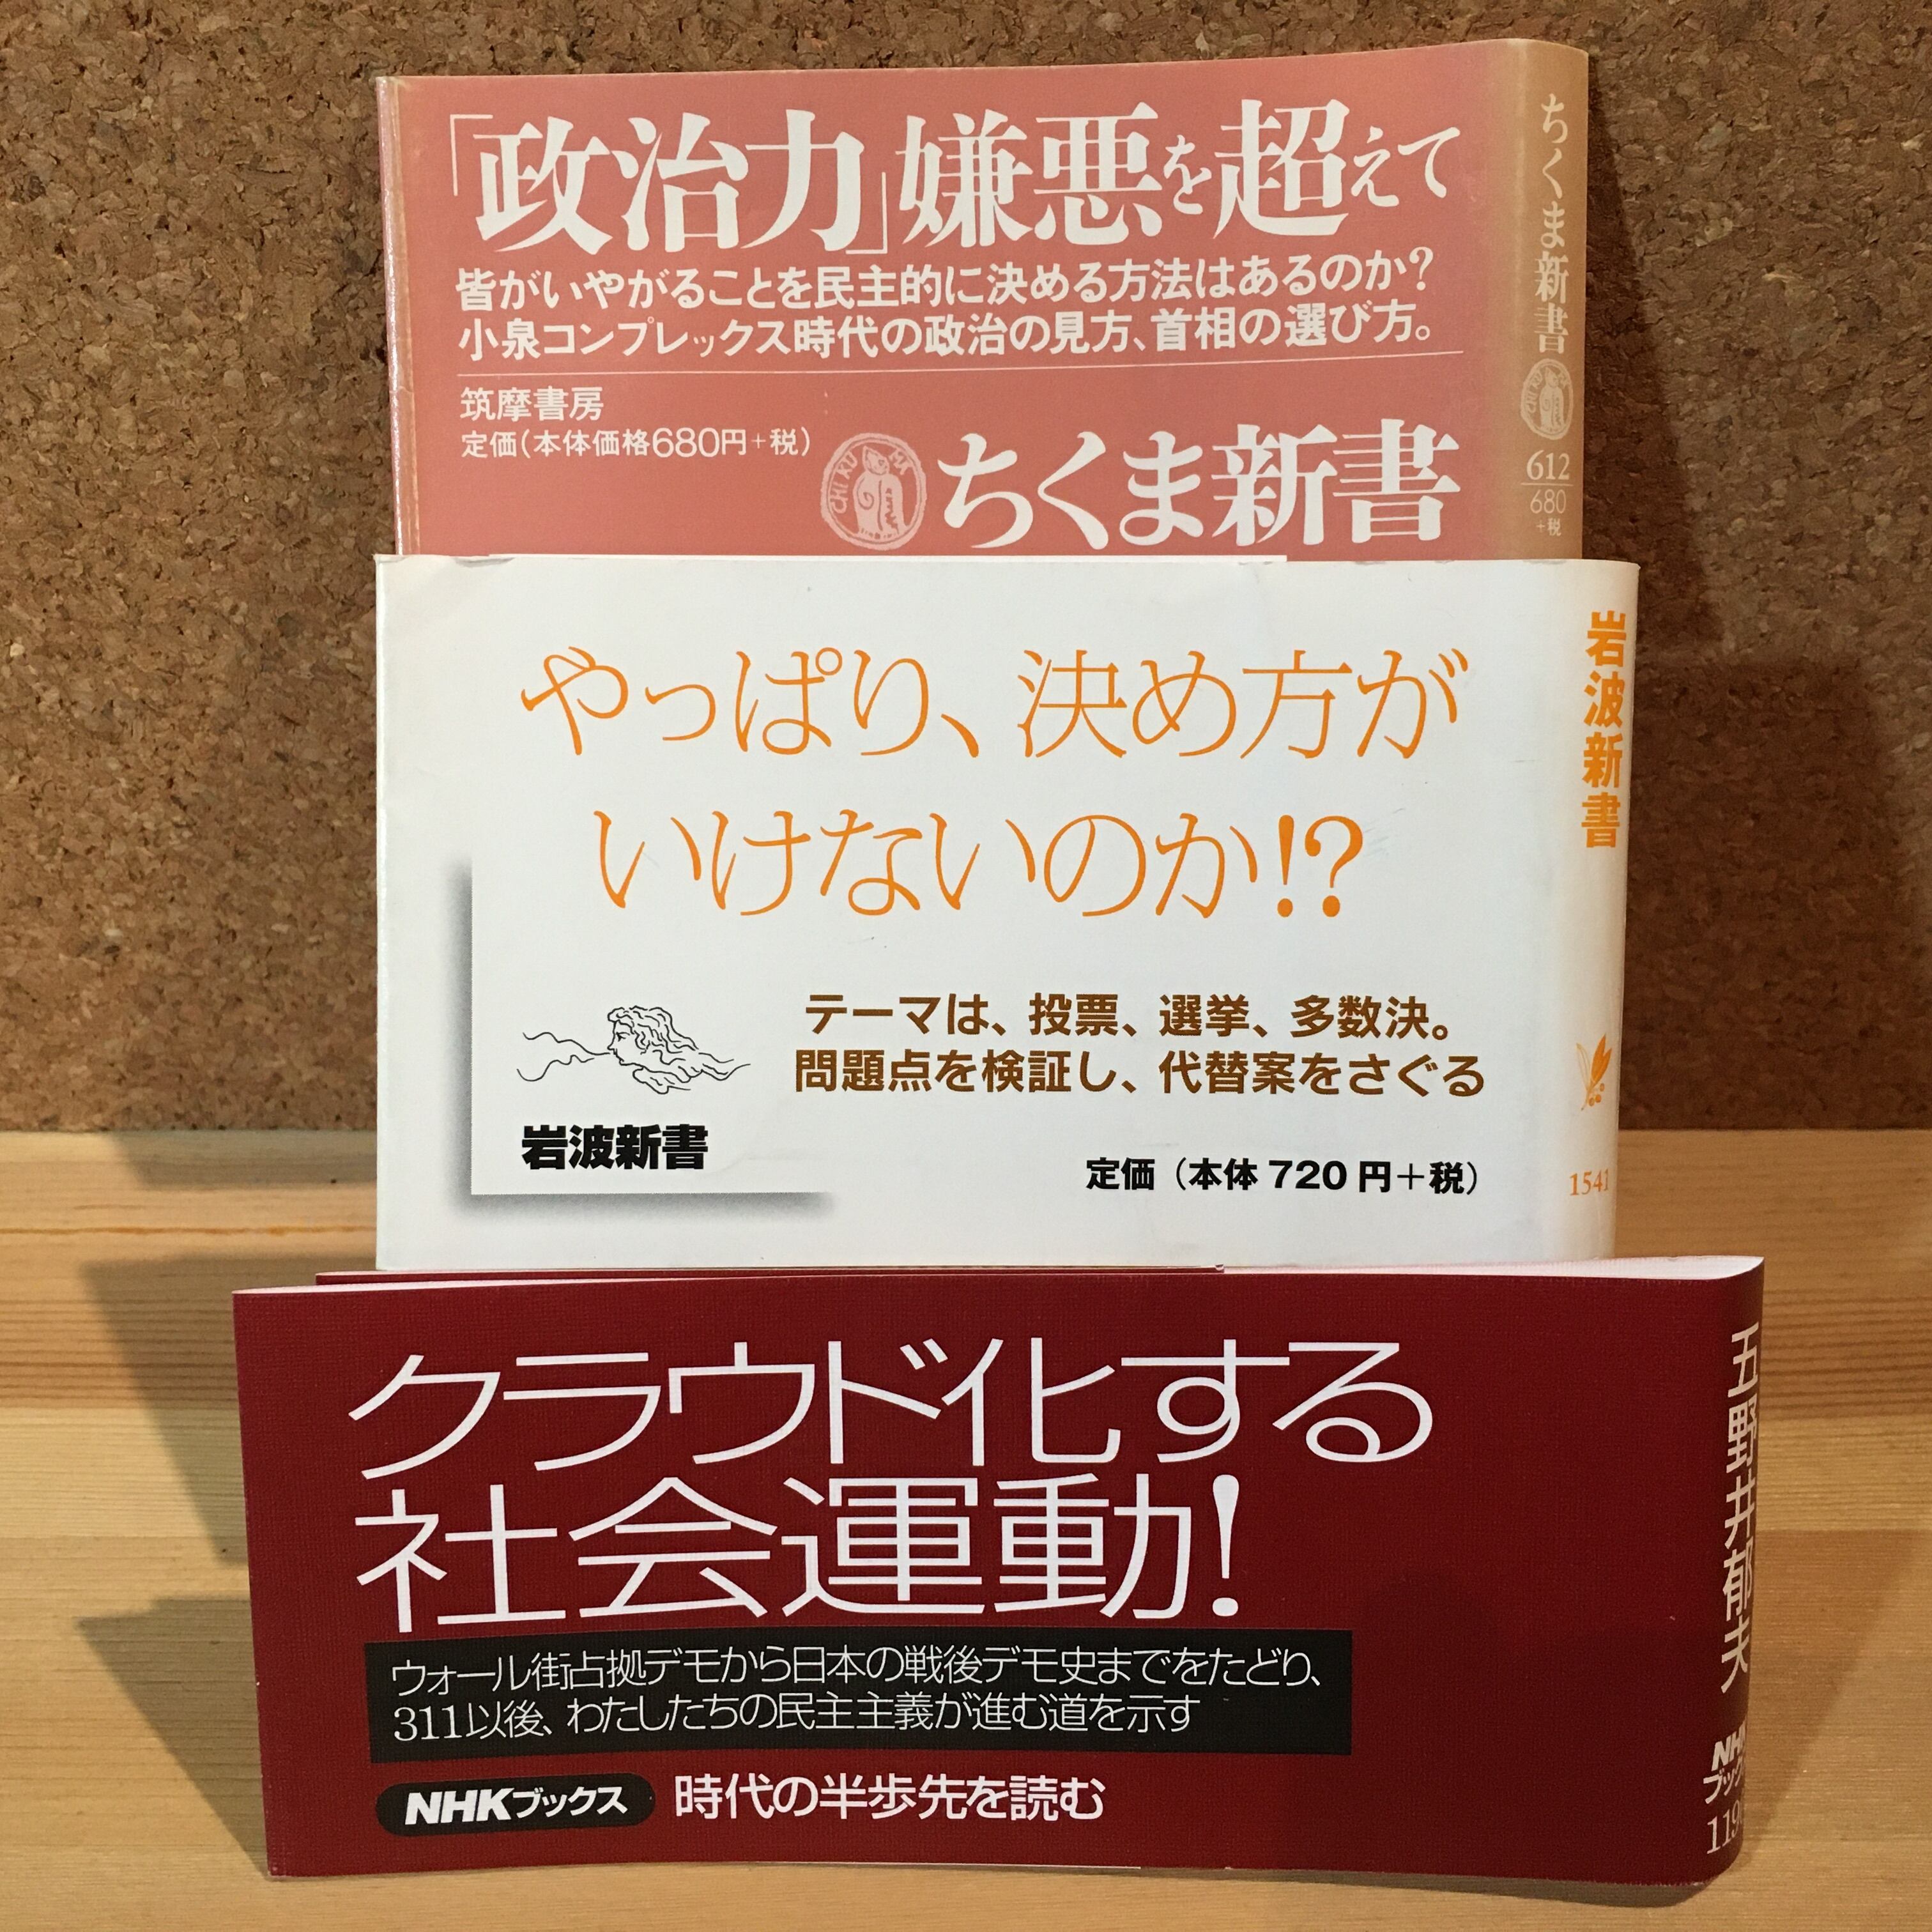 「政治力」嫌悪を超えて
皆がいやがることを民主的に決める方法はあるのか?
小泉コンプレックス時代の政治の見方、首相の選び方。
筑摩書房
定価(本体価格680円+税)
CHIKUMA
ちくま新書
ちくま新書
612
680
+税
やっぱり、決め方が
いけないのか!?
テーマは、投票、選挙、多数決。
問題点を検証し、代替案をさぐる
岩波新書
定価(本体720円+税)
岩波新書
1541
クラウド化する
社会運動!
ウォール街占拠デモから日本の戦後デモ史までをたどり、
311以後、わたしたちの民主主義が進む道を示す
NHKブックス 時代の半歩先を読む
五野井郁夫
NHK
ブック